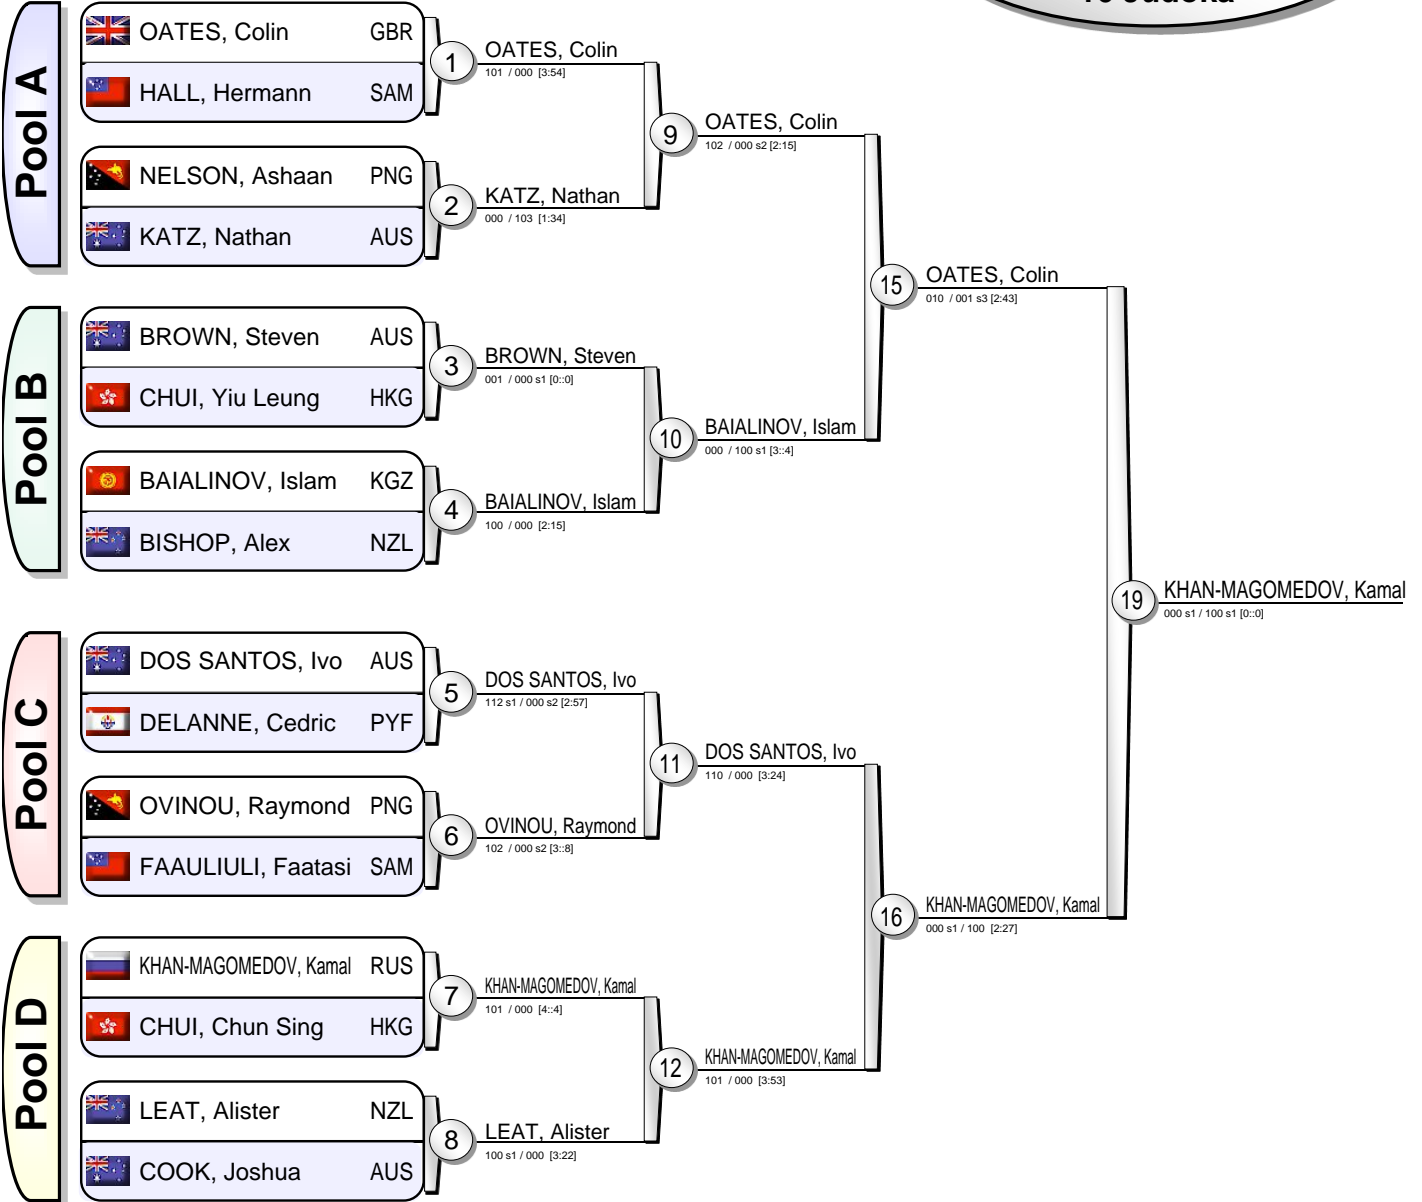 Pool A
OATES, Colin GBR
HALL, Hermann SAM
NELSON, Ashaan PNG
KATZ, Nathan AUS
Pool B
BROWN, Steven AUS
CHUI, Yiu Leung HKG
BAIALINOV, Islam KGZ
BISHOP, Alex NZL
Pool C
DOS SANTOS, Ivo AUS
DELANNE, Cedric PYF
OVINOU, Raymond PNG
FAAULIULI, Faatasi SAM
Pool D
KHAN-MAGOMEDOV, Kamal RUS
CHUI, Chun Sing HKG
LEAT, Alister NZL
COOK, Joshua AUS
1
OATES, Colin
101 / 000 [3:54]
2
KATZ, Nathan
000 / 103 [1:34]
3
BROWN, Steven
001 / 000 s1 [0::0]
4
BAIALINOV, Islam
100 / 000 [2:15]
5
DOS SANTOS, Ivo
112 s1 / 000 s2 [2:57]
6
OVINOU, Raymond
102 / 000 s2 [3::8]
7
KHAN-MAGOMEDOV, Kamal
101 / 000 [4::4]
8
LEAT, Alister
100 s1 / 000 [3:22]
9
OATES, Colin
102 / 000 s2 [2:15]
10
BAIALINOV, Islam
000 / 100 s1 [3::4]
11
DOS SANTOS, Ivo
110 / 000 [3:24]
12
KHAN-MAGOMEDOV, Kamal
101 / 000 [3:53]
15
OATES, Colin
010 / 001 s3 [2:43]
16
KHAN-MAGOMEDOV, Kamal
000 s1 / 100 [2:27]
19
KHAN-MAGOMEDOV, Kamal
000 s1 / 100 s1 [0::0]